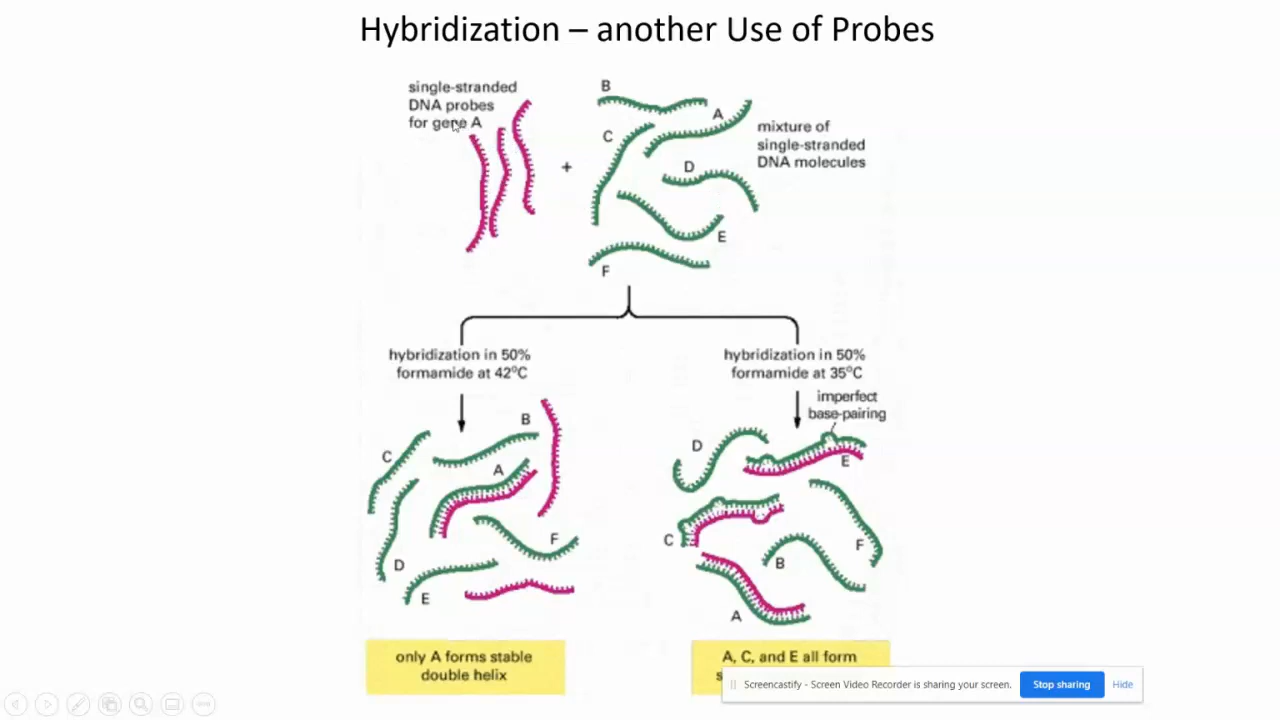 Hybridization – another Use of Probes
single-stranded
DNA probes
for gene A
+
B
A
C
D
E
F
mixture of
single-stranded
DNA molecules
hybridization in 50%
formamide at 42ºC
hybridization in 50%
formamide at 35ºC
imperfect
base-pairing
B
C
A
F
D
E
D
E
C
F
B
A
only A forms stable
double helix
A, C, and E all form
Screencastify - Screen Video Recorder is sharing your screen.
Stop sharing
Hide